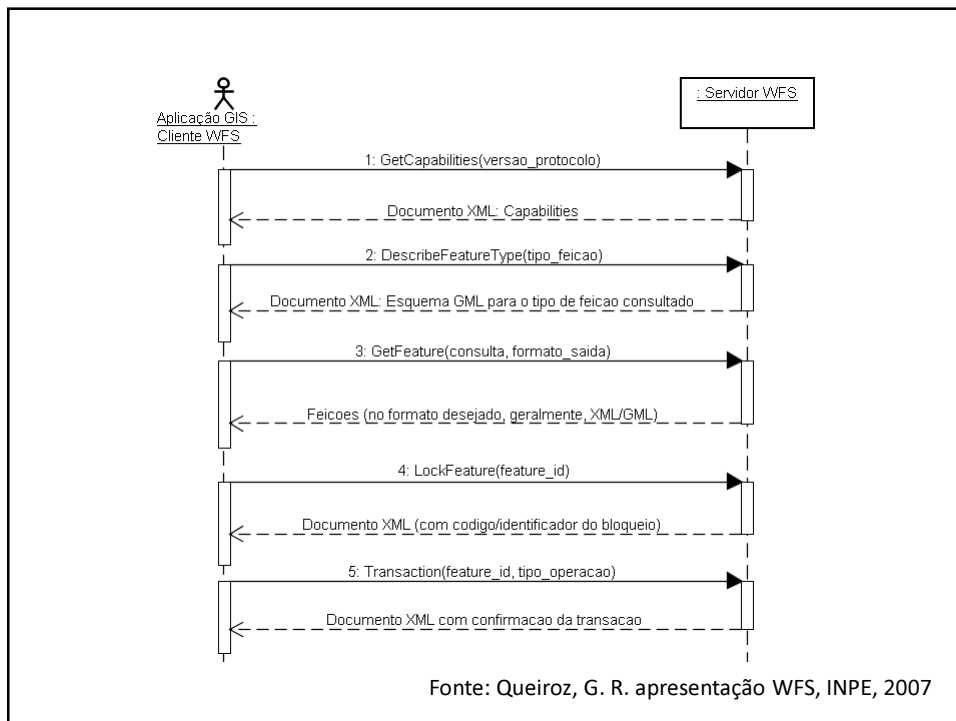 Aplicação GIS :
Cliente WFS
: Servidor WFS
1: GetCapabilities(versao_protocolo)
Documento XML: Capabilities
2: DescribeFeatureType(tipo_feicao)
Documento XML: Esquema GML para o tipo de feicao consultado
3: GetFeature(consulta, formato_saida)
Feicoes (no formato desejado, geralmente, XML/GML)
4: LockFeature(feature_id)
Documento XML (com codigo/identificador do bloqueio)
5: Transaction(feature_id, tipo_operacao)
Documento XML com confirmacao da transacao
Fonte: Queiroz, G. R. apresentação WFS, INPE, 2007